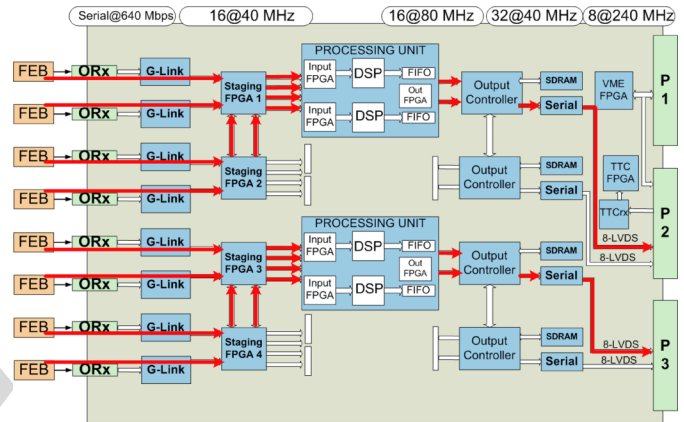 Serial@640 Mbps 16@40 MHz 16@80 MHz 32@40 MHz 8@240 MHz
PROCESSING UNIT
FEB ORx G-Link
Staging
FPGA 1
Input
FPGA
DSP
FIFO
Out
FPGA
Input
FPGA
DSP
FIFO
Output
Controller
SDRAM
Serial
VME
FPGA
P
1
FEB ORx G-Link
FEB ORx G-Link
Staging
FPGA 2
Output
Controller
SDRAM
Serial
TTC
FPGA
TTCrx
P
2
FEB ORx G-Link
8-LVDS
8-LVDS
PROCESSING UNIT
FEB ORx G-Link
Staging
FPGA 3
Input
FPGA
DSP
FIFO
Out
FPGA
Input
FPGA
DSP
FIFO
Output
Controller
SDRAM
Serial
FEB ORx G-Link
FEB ORx G-Link
Staging
FPGA 4
Output
Controller
SDRAM
Serial
8-LVDS
8-LVDS
P
3
FEB ORx G-Link